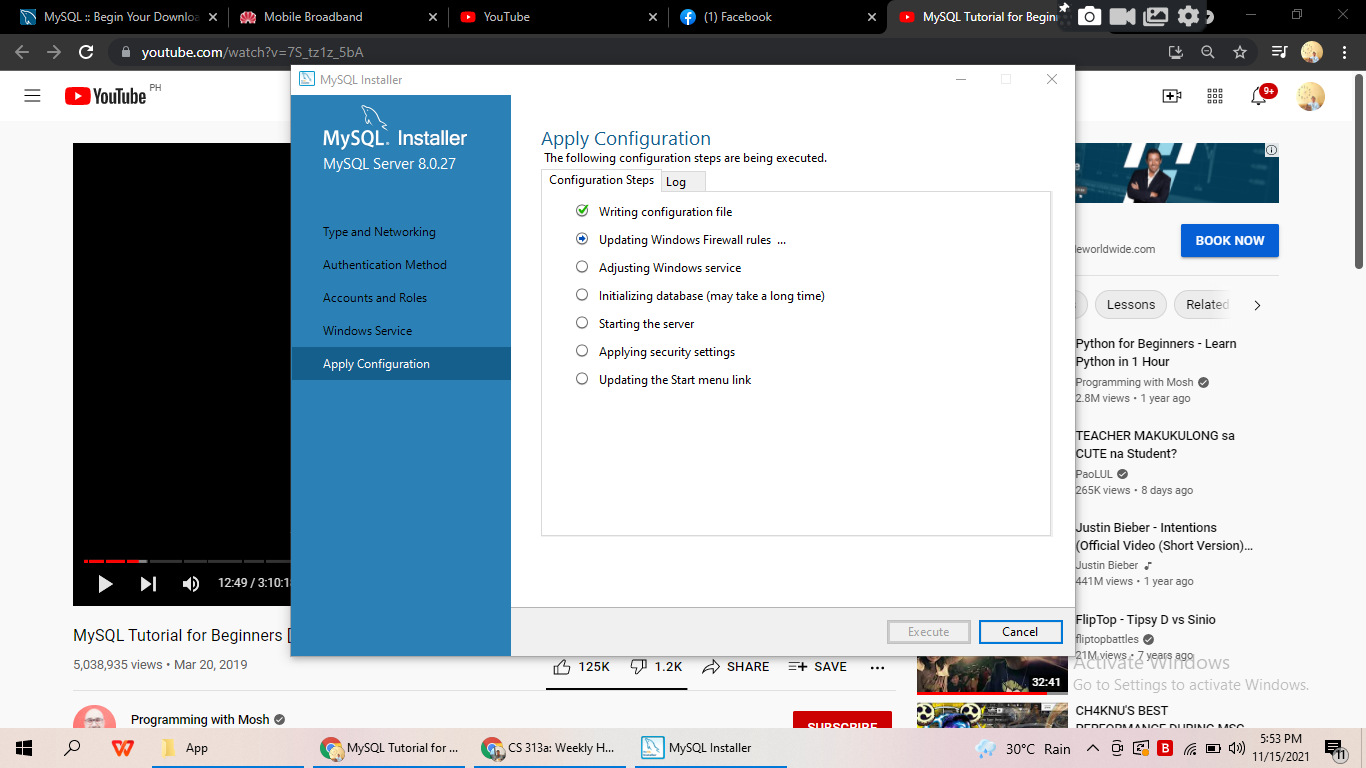 MySQL :: Begin Your Downloa
Mobile Broadband
YouTube
(1) Facebook
MySQL Tutorial for Begin
youtube.com/watch?v=7S_tz1z_5bA
YouTube PH
9+
MySQL Installer
MySQL Installer
MySQL Server 8.0.27
Type and Networking
Authentication Method
Accounts and Roles
Windows Service
Apply Configuration
Apply Configuration
The following configuration steps are being executed.
Configuration Steps
Log
Writing configuration file
Updating Windows Firewall rules ...
Adjusting Windows service
Initializing database (may take a long time)
Starting the server
Applying security settings
Updating the Start menu link
Execute
Cancel
12:49 / 3:10:18
MySQL Tutorial for Beginners [
5,038,935 views • Mar 20, 2019
125K
1.2K
SHARE
SAVE
Programming with Mosh
SUBSCRIBE
leworldwide.com
BOOK NOW
Lessons
Related
Python for Beginners - Learn
Python in 1 Hour
Programming with Mosh
2.8M views • 1 year ago
TEACHER MAKUKULONG sa
CUTE na Student?
PaoLUL
265K views • 8 days ago
Justin Bieber - Intentions
(Official Video (Short Version)...
Justin Bieber
441M views • 1 year ago
FlipTop - Tipsy D vs Sinio
fliptopbattles
21M views • 7 years ago
32:41
CH4KNU'S BEST
PERFORMANCE DURING MSC
Activate Windows
Go to Settings to activate Windows.
App
MySQL Tutorial for ...
CS 313a: Weekly H...
MySQL Installer
30°C Rain
5:53 PM
11/15/2021
11